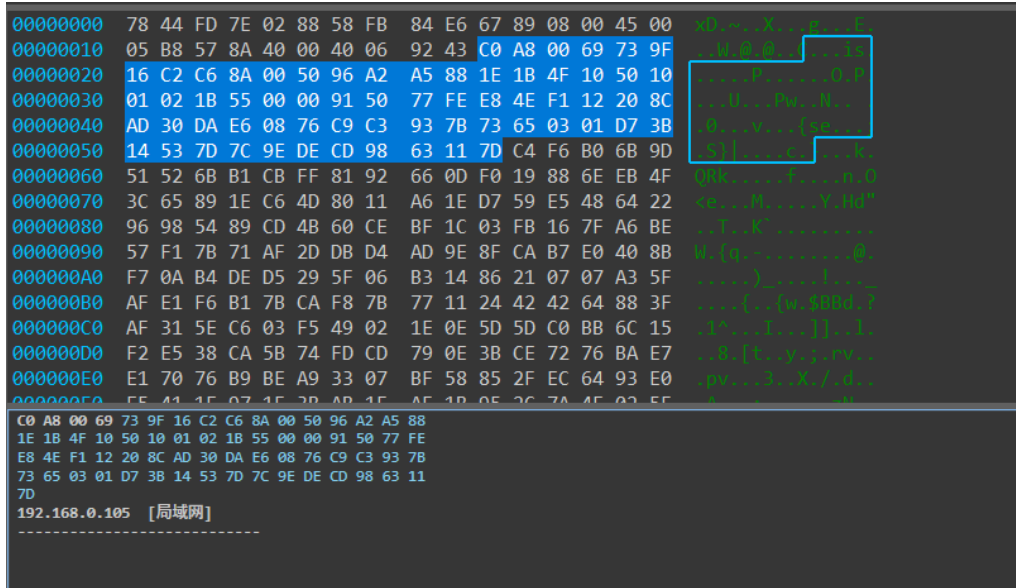 00000000 78 44 FD 7E 02 88 58 FB 84 E6 67 89 08 00 45 00 xD.~..X...g...E.
00000010 05 B8 57 8A 40 00 40 06 92 43 C0 A8 00 69 73 9F ..W.@.@..C...is.
00000020 16 C2 C6 8A 00 50 96 A2 A5 88 1E 1B 4F 10 50 10 .....P......O.P.
00000030 01 02 1B 55 00 00 91 50 77 FE E8 4E F1 12 20 8C ...U...Pw..N.. .
00000040 AD 30 DA E6 08 76 C9 C3 93 7B 73 65 03 01 D7 3B .0...v...{se...;
00000050 14 53 7D 7C 9E DE CD 98 63 11 7D C4 F6 B0 6B 9D .S}|....c.}...k.
00000060 51 52 6B B1 CB FF 81 92 66 0D F0 19 88 6E EB 4F QRk.....f....n.O
00000070 3C 65 89 1E C6 4D 80 11 A6 1E D7 59 E5 48 64 22 <e...M.....Y.Hd"
00000080 96 98 54 89 CD 4B 60 CE BF 1C 03 FB 16 7F A6 BE ..T..K`.........
00000090 57 F1 7B 71 AF 2D DB D4 AD 9E 8F CA B7 E0 40 8B W.{q.-........@.
000000A0 F7 0A B4 DE D5 29 5F 06 B3 14 86 21 07 07 A3 5F .....)_....!..._
000000B0 AF E1 F6 B1 7B CA F8 7B 77 11 24 42 42 64 88 3F ....{..{w.$BBd.?
000000C0 AF 31 5E C6 03 F5 49 02 1E 0E 5D 5D C0 BB 6C 15 .1^...I...]]..l.
000000D0 F2 E5 38 CA 5B 74 FD CD 79 0E 3B CE 72 76 BA E7 ..8.[t..y.;.rv..
000000E0 E1 70 76 B9 BE A9 33 07 BF 58 85 2F EC 64 93 E0 .pv...3..X./.d..
C0 A8 00 69 73 9F 16 C2 C6 8A 00 50 96 A2 A5 88
1E 1B 4F 10 50 10 01 02 1B 55 00 00 91 50 77 FE
E8 4E F1 12 20 8C AD 30 DA E6 08 76 C9 C3 93 7B
73 65 03 01 D7 3B 14 53 7D 7C 9E DE CD 98 63 11
7D
192.168.0.105 [局域网]
----------------------------